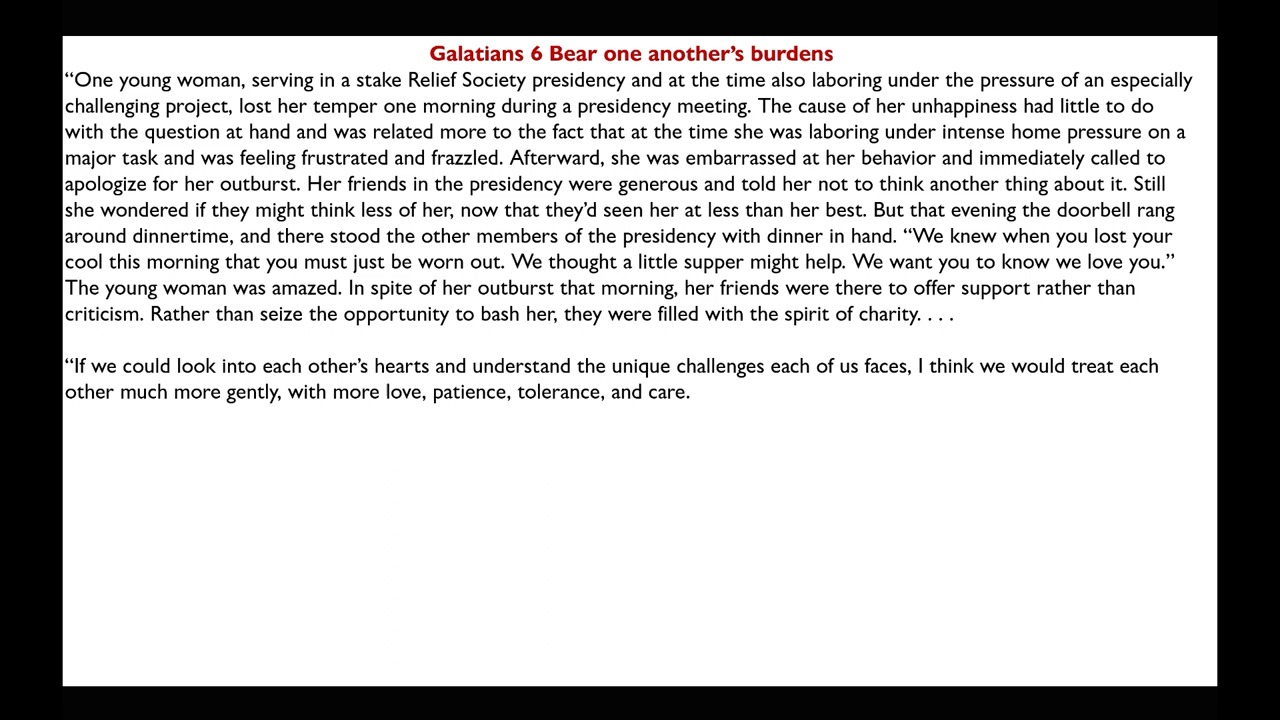 Galatians 6 Bear one another’s burdens
“One young woman, serving in a stake Relief Society presidency and at the time also laboring under the pressure of an especially
challenging project, lost her temper one morning during a presidency meeting. The cause of her unhappiness had little to do
with the question at hand and was related more to the fact that at the time she was laboring under intense home pressure on a
major task and was feeling frustrated and frazzled. Afterward, she was embarrassed at her behavior and immediately called to
apologize for her outburst. Her friends in the presidency were generous and told her not to think another thing about it. Still
she wondered if they might think less of her, now that they’d seen her at less than her best. But that evening the doorbell rang
around dinnertime, and there stood the other members of the presidency with dinner in hand. “We knew when you lost your
cool this morning that you must just be worn out. We thought a little supper might help. We want you to know we love you.”
The young woman was amazed. In spite of her outburst that morning, her friends were there to offer support rather than
criticism. Rather than seize the opportunity to bash her, they were filled with the spirit of charity. . . .
“If we could look into each other’s hearts and understand the unique challenges each of us faces, I think we would treat each
other much more gently, with more love, patience, tolerance, and care.